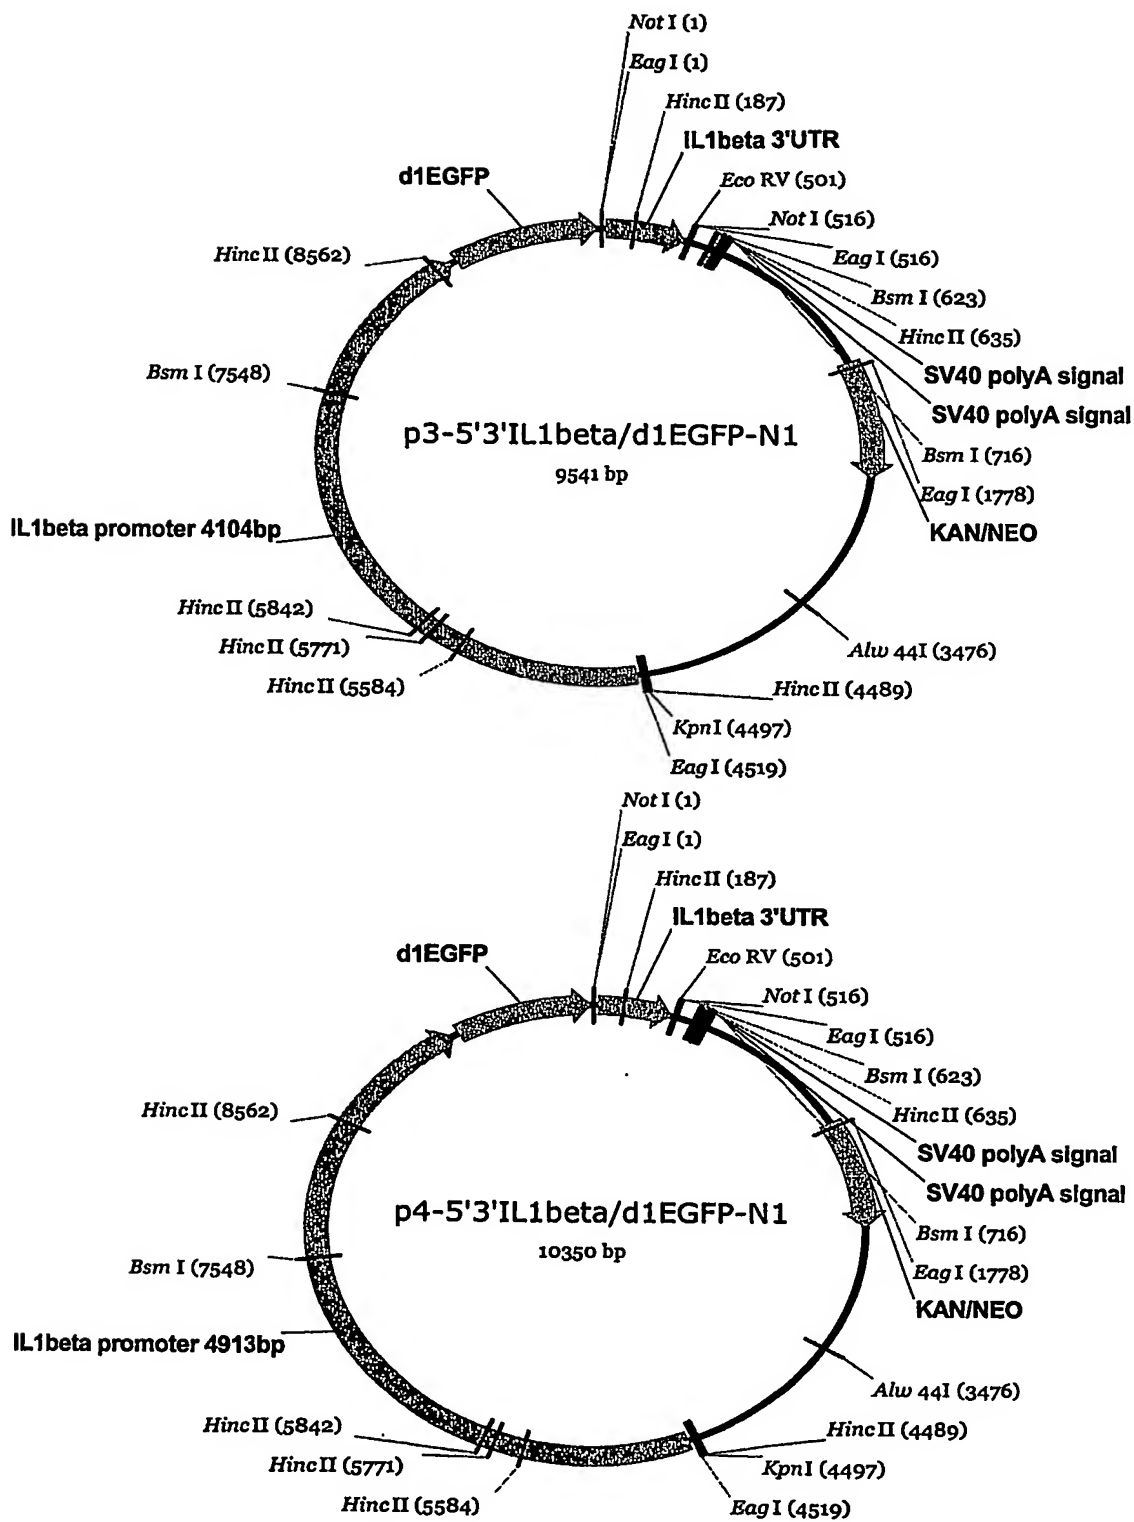 Not I (1)
Eag I (1)
Hinc II (187)
IL1beta 3'UTR
d1EGFP
Eco RV (501)
Not I (516)
Hinc II (8562)
Eag I (516)
Bsm I (623)
Hinc II (635)
Bsm I (7548)
SV40 polyA signal
SV40 polyA signal
p3-5'3'IL1beta/d1EGFP-N1
9541 bp
Bsm I (716)
Eag I (1778)
IL1beta promoter 4104bp
KAN/NEO
Hinc II (5842)
Hinc II (5771)
Alw 44I (3476)
Hinc II (5584)
Hinc II (4489)
Kpn I (4497)
Eag I (4519)
Not I (1)
Eag I (1)
Hinc II (187)
IL1beta 3'UTR
d1EGFP
Eco RV (501)
Not I (516)
Eag I (516)
Bsm I (623)
Hinc II (8562)
Hinc II (635)
SV40 polyA signal
SV40 polyA signal
p4-5'3'IL1beta/d1EGFP-N1
10350 bp
Bsm I (716)
Bsm I (7548)
Eag I (1778)
KAN/NEO
IL1beta promoter 4913bp
Alw 44I (3476)
Hinc II (5842)
Hinc II (4489)
Hinc II (5771)
Kpn I (4497)
Hinc II (5584)
Eag I (4519)